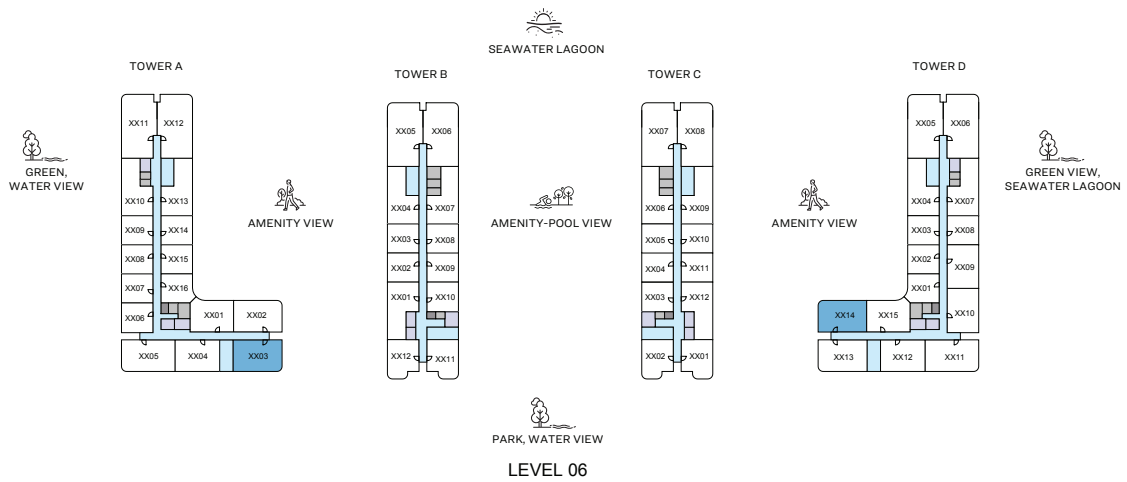 SEAWATER LAGOON
TOWER A
TOWER B
TOWER C
TOWER D
GREEN,
WATER VIEW
AMENITY VIEW
AMENITY-POOL VIEW
AMENITY VIEW
GREEN VIEW,
SEAWATER LAGOON
XX11 XX12
XX10 XX13
XX09 XX14
XX08 XX15
XX07 XX16
XX06 XX01 XX02
XX05 XX04 XX03
XX05 XX06
XX04 XX07
XX03 XX08
XX02 XX09
XX01 XX10
XX12 XX11
XX07 XX08
XX06 XX09
XX05 XX10
XX04 XX11
XX03 XX12
XX02 XX01
XX05 XX06
XX04 XX07
XX03 XX08
XX02 XX09
XX01
XX14 XX15 XX10
XX13 XX12 XX11
PARK, WATER VIEW
LEVEL 06